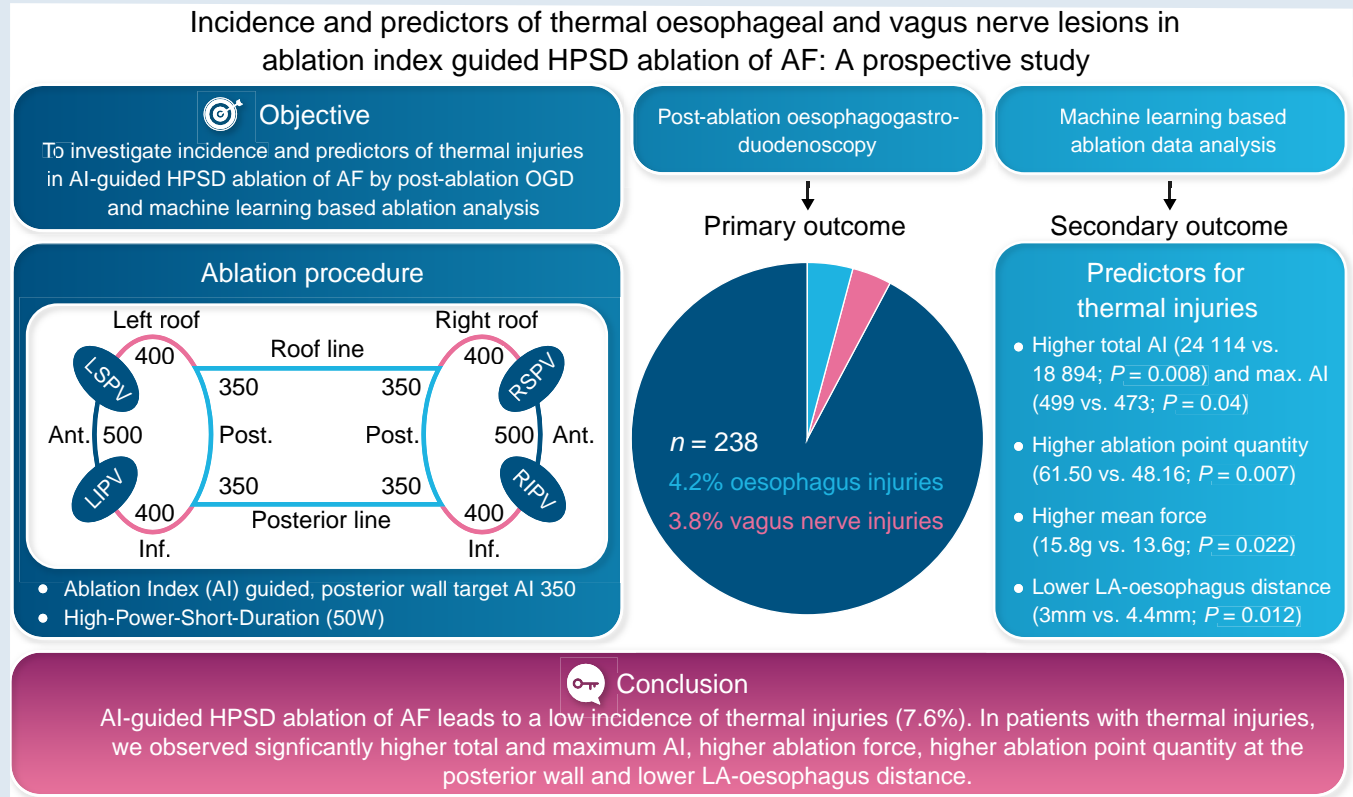 Incidence and predictors of thermal oesophageal and vagus nerve lesions in
ablation index guided HPSD ablation of AF: A prospective study
Objective
To investigate incidence and predictors of thermal injuries
in AI-guided HPSD ablation of AF by post-ablation OGD
and machine learning based ablation analysis
Ablation procedure
Left roof
Right roof
400
Roof line
400
LSPV
350
350
RSPV
Ant.
500
Post.
Post.
500
Ant.
LIPV
350
350
RIPV
400
Posterior line
400
Inf.
Inf.
• Ablation Index (AI) guided, posterior wall target AI 350
• High-Power-Short-Duration (50W)
Post-ablation oesophagogastro-
duodenoscopy
Primary outcome
n = 238
4.2% oesophagus injuries
3.8% vagus nerve injuries
Machine learning based
ablation data analysis
Secondary outcome
Predictors for
thermal injuries
• Higher total AI (24 114 vs.
18 894; P = 0.008) and max. AI
(499 vs. 473; P = 0.04)
• Higher ablation point quantity
(61.50 vs. 48.16; P = 0.007)
• Higher mean force
(15.8g vs. 13.6g; P = 0.022)
• Lower LA-oesophagus distance
(3mm vs. 4.4mm; P = 0.012)
Conclusion
AI-guided HPSD ablation of AF leads to a low incidence of thermal injuries (7.6%). In patients with thermal injuries,
we observed signficantly higher total and maximum AI, higher ablation force, higher ablation point quantity at the
posterior wall and lower LA-oesophagus distance.